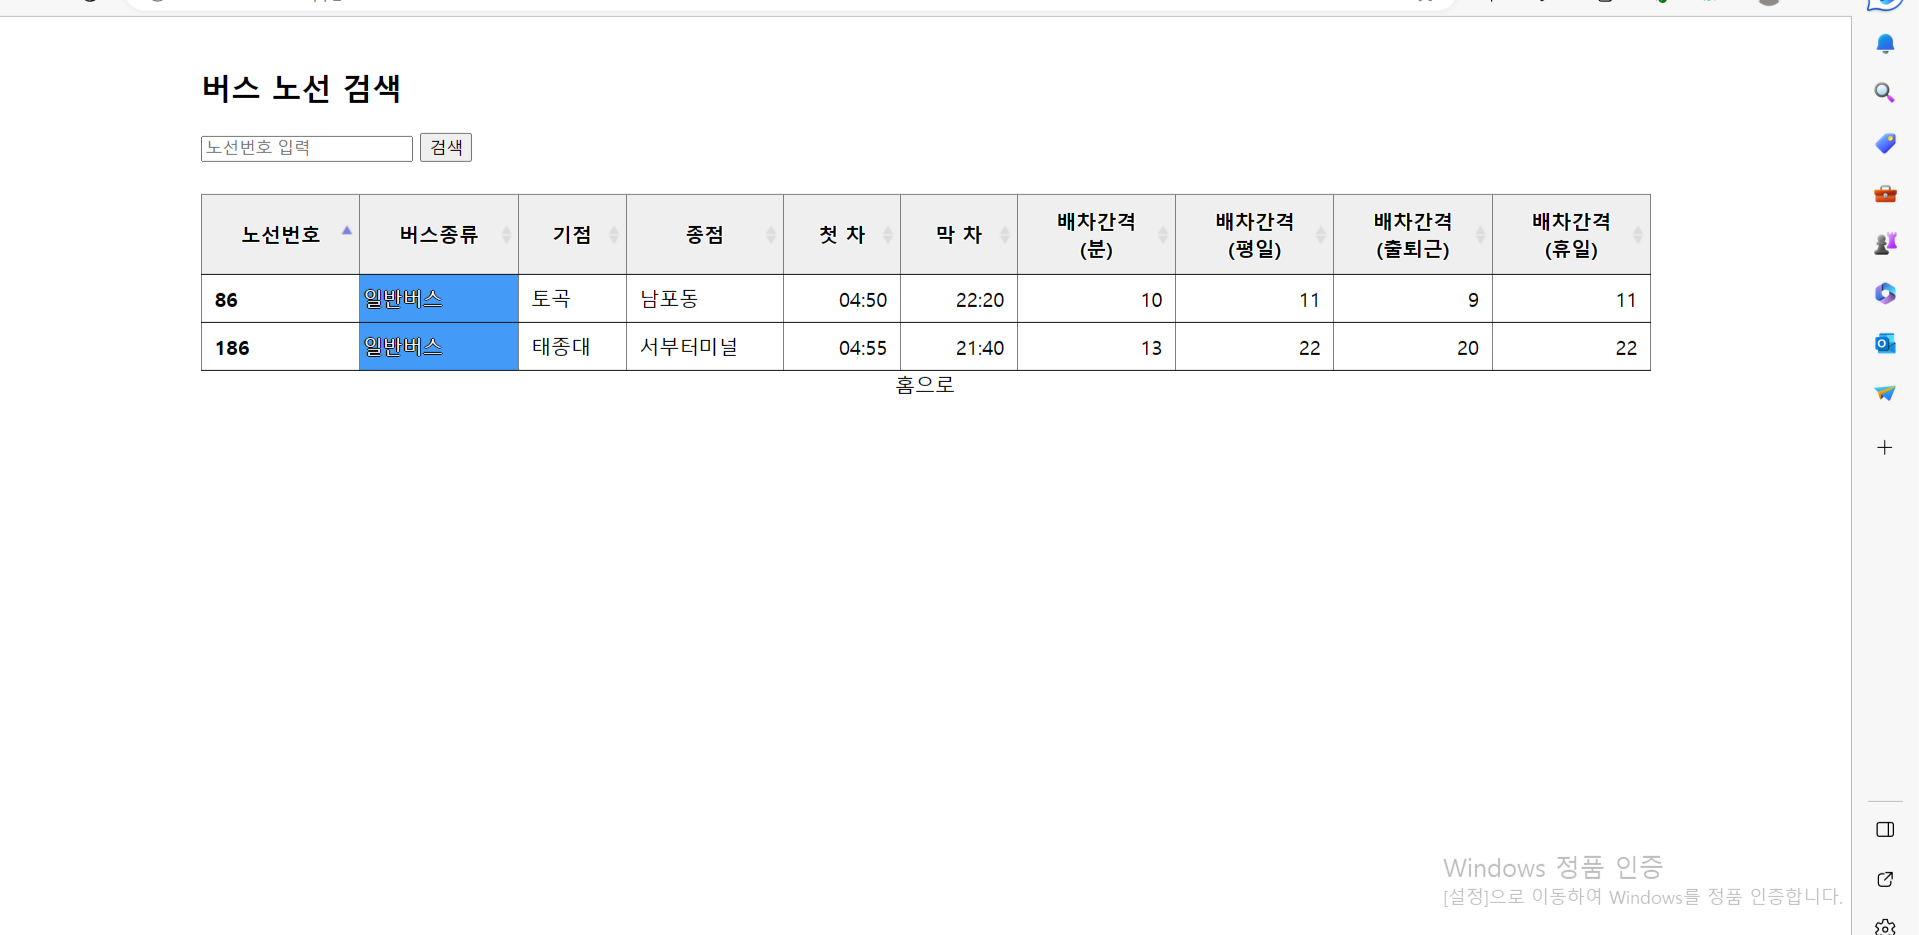 버스 노선 검색
노선번호 입력 검색
노선번호 버스종류 기점 종점 첫 차 막 차 배차간격 (분) 배차간격 (평일) 배차간격 (출퇴근) 배차간격 (휴일)
86 일반버스 토곡 남포동 04:50 22:20 10 11 9 11
186 일반버스 태종대 서부터미널 04:55 21:40 13 22 20 22
홈으로
Windows 정품 인증
[설정]으로 이동하여 Windows를 정품 인증합니다.